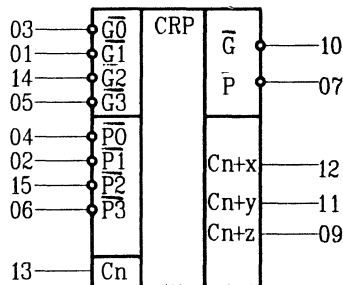 03 G0 CRP G 10
01 G1
14 G2 P 07
05 G3
04 P0
02 P1
15 P2 Cn+x 12
06 P3 Cn+y 11
Cn+z 09
13 Cn